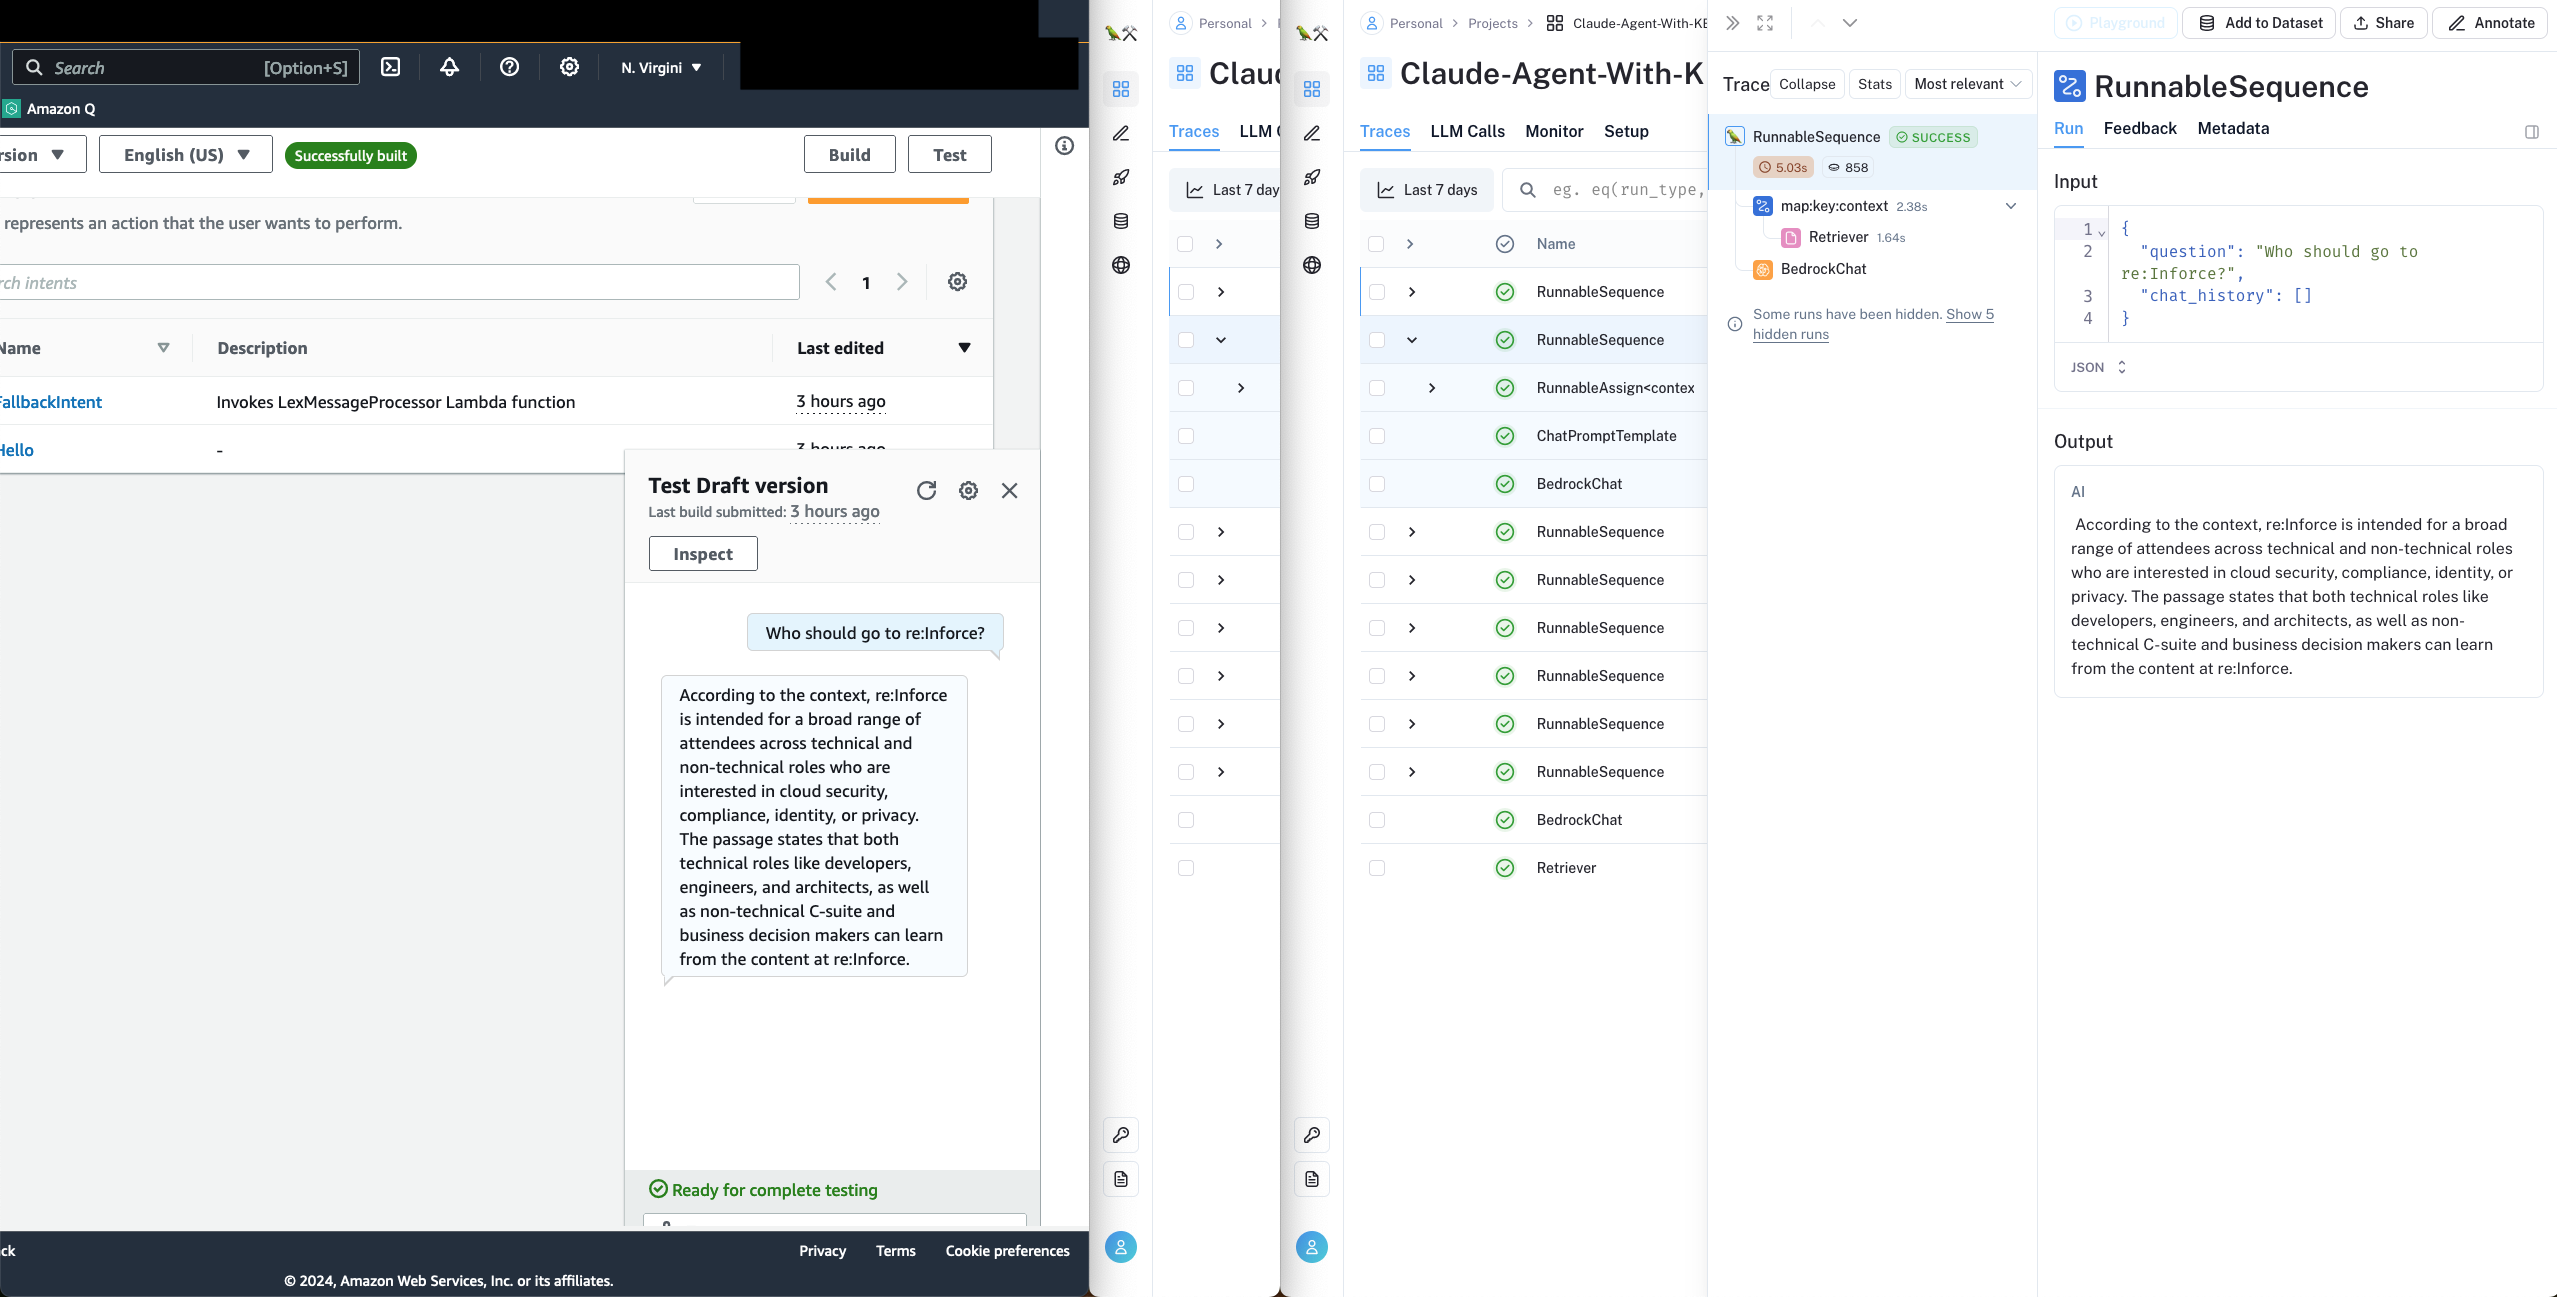 Search [Option+S]
N. Virgini
Amazon Q
rsion
English (US)
Successfully built
Build
Test
represents an action that the user wants to perform.
rch intents
1
Name
Description
Last edited
FallbackIntent
Invokes LexMessageProcessor Lambda function
3 hours ago
Hello
-
3 hours ago
Test Draft version
Last build submitted: 3 hours ago
Inspect
Who should go to re:Inforce?
According to the context, re:Inforce
is intended for a broad range of
attendees across technical and
non-technical roles who are
interested in cloud security,
compliance, identity, or privacy.
The passage states that both
technical roles like developers,
engineers, and architects, as well
as non-technical C-suite and
business decision makers can learn
from the content at re:Inforce.
Ready for complete testing
ck
Privacy
Terms
Cookie preferences
© 2024, Amazon Web Services, Inc. or its affiliates.
Personal
Clau
Traces
LLM C
Last 7 day
Personal
Projects
Claude-Agent-With-KB
Claude-Agent-With-K
Traces
LLM Calls
Monitor
Setup
Last 7 days
eg. eq(run_type,
Name
RunnableSequence
RunnableSequence
RunnableAssign<contex
ChatPromptTemplate
BedrockChat
RunnableSequence
RunnableSequence
RunnableSequence
RunnableSequence
RunnableSequence
RunnableSequence
BedrockChat
Retriever
Playground
Add to Dataset
Share
Annotate
Trace
Collapse
Stats
Most relevant
RunnableSequence
SUCCESS
5.03s
858
map:key:context 2.38s
Retriever 1.64s
BedrockChat
Some runs have been hidden. Show 5
hidden runs
RunnableSequence
Run
Feedback
Metadata
Input
1 {
2 "question": "Who should go to
re:Inforce?",
3 "chat_history": []
4 }
JSON
Output
AI
According to the context, re:Inforce is intended for a broad
range of attendees across technical and non-technical roles
who are interested in cloud security, compliance, identity, or
privacy. The passage states that both technical roles like
developers, engineers, and architects, as well as non-
technical C-suite and business decision makers can learn
from the content at re:Inforce.